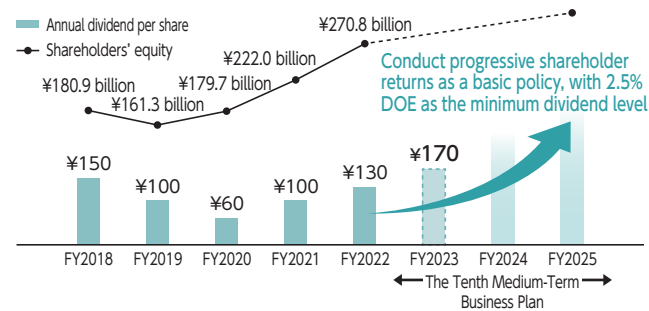 Annual dividend per share
Shareholders' equity
¥180.9 billion
¥161.3 billion
¥179.7 billion
¥222.0 billion
¥270.8 billion
Conduct progressive shareholder
returns as a basic policy, with 2.5%
DOE as the minimum dividend level
¥150
¥100
¥60
¥100
¥130
¥170
FY2018
FY2019
FY2020
FY2021
FY2022
FY2023
FY2024
FY2025
The Tenth Medium-Term
Business Plan